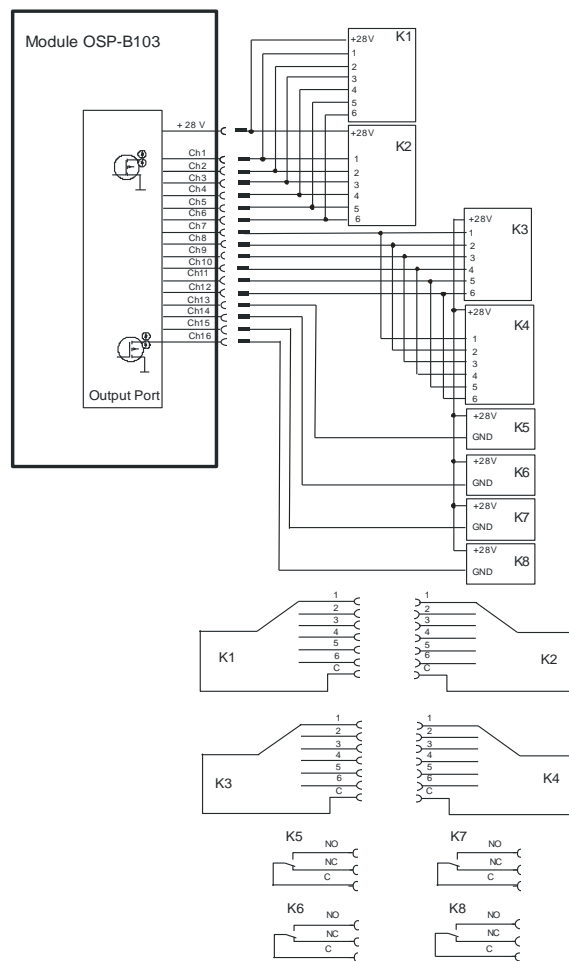 Module OSP-B103
+ 28 V
Ch1
Ch2
Ch3
Ch4
Ch5
Ch6
Ch7
Ch8
Ch9
Ch10
Ch11
Ch12
Ch13
Ch14
Ch15
Ch16
Output Port
K1
+28V
1
2
3
4
5
6
K2
+28V
1
2
3
4
5
6
K3
+28V
1
2
3
4
5
6
K4
+28V
1
2
3
4
5
6
K5
+28V
GND
K6
+28V
GND
K7
+28V
GND
K8
+28V
GND
K1
1
2
3
4
5
6
C
K2
1
2
3
4
5
6
C
K3
1
2
3
4
5
6
C
K4
1
2
3
4
5
6
C
K5
NO
NC
C
K7
NO
NC
C
K6
NO
NC
C
K8
NO
NC
C